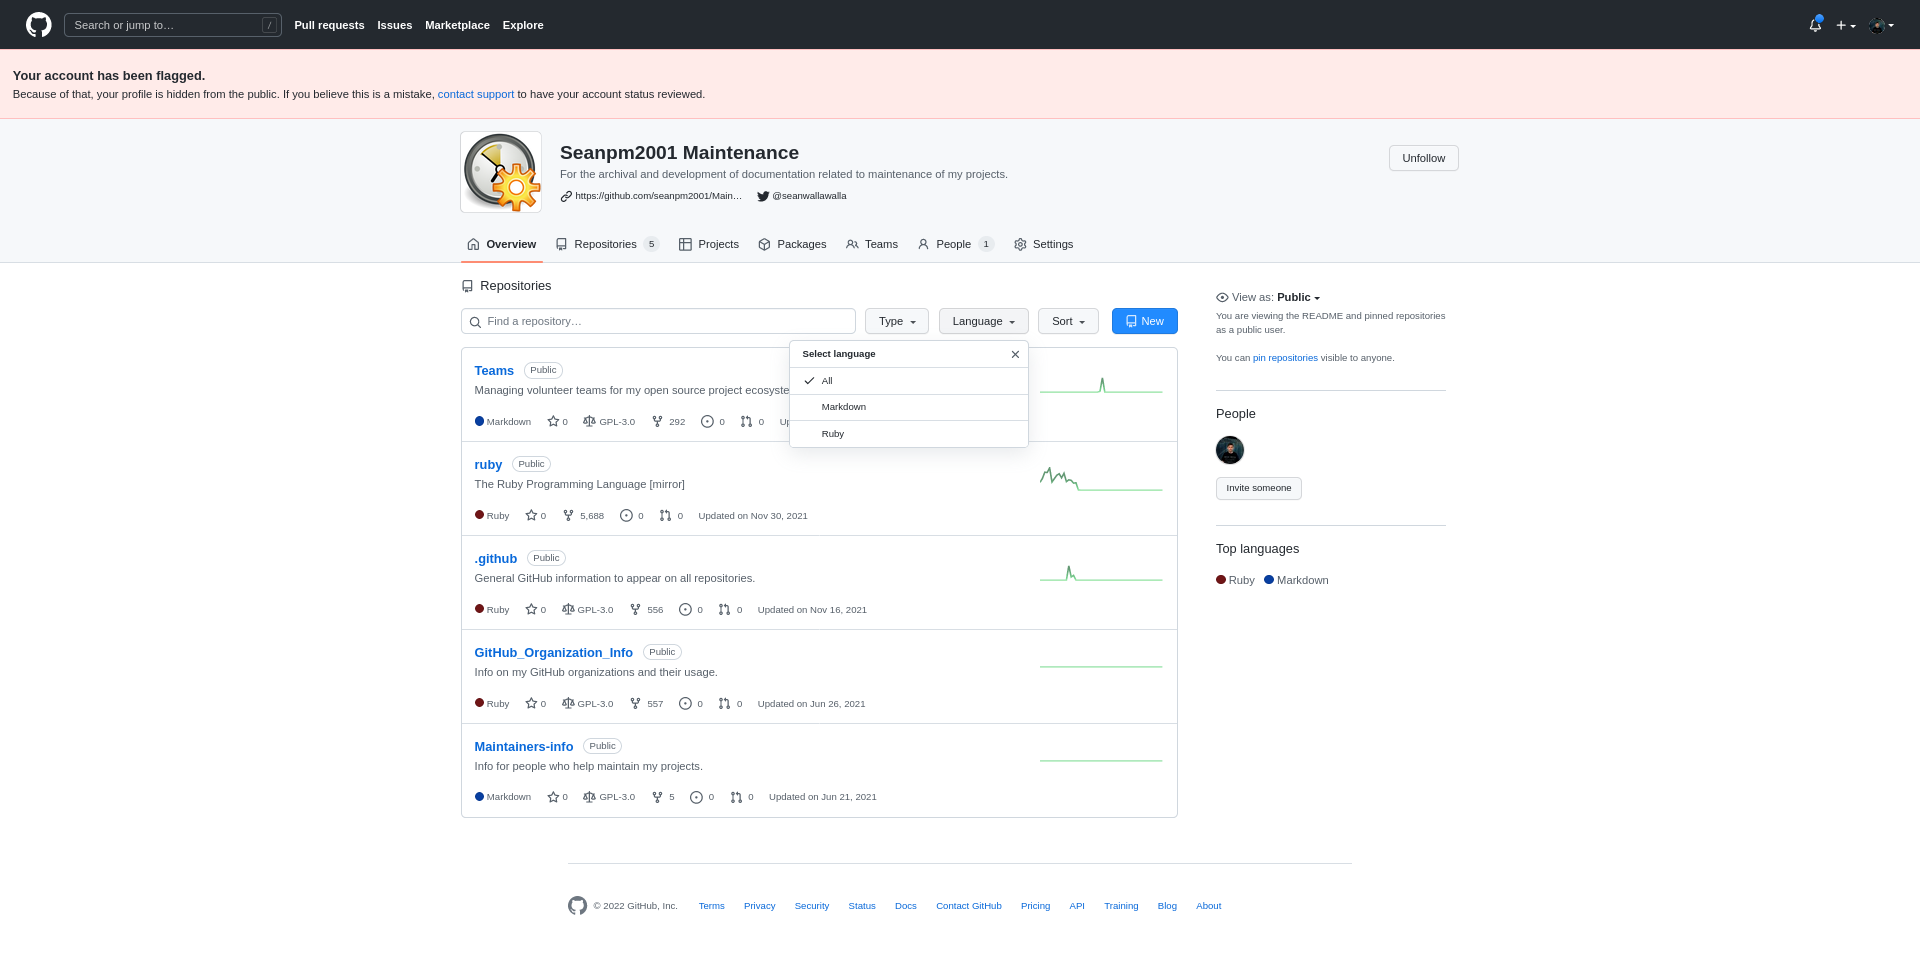 Search or jump to… /
Pull requests Issues Marketplace Explore
Your account has been flagged.
Because of that, your profile is hidden from the public. If you believe this is a mistake, contact support to have your account status reviewed.
Seanpm2001 Maintenance
For the archival and development of documentation related to maintenance of my projects.
https://github.com/seanpm2001/Main… @seanwallawalla
Unfollow
Overview Repositories 5 Projects Packages Teams People 1 Settings
Repositories
Find a repository… Type Language Sort New
Select language
All
Markdown
Ruby
Teams Public
Managing volunteer teams for my open source project ecosyste
Markdown 0 GPL-3.0 292 0 0
ruby Public
The Ruby Programming Language [mirror]
Ruby 0 5,688 0 0 Updated on Nov 30, 2021
.github Public
General GitHub information to appear on all repositories.
Ruby 0 GPL-3.0 556 0 0 Updated on Nov 16, 2021
GitHub_Organization_Info Public
Info on my GitHub organizations and their usage.
Ruby 0 GPL-3.0 557 0 0 Updated on Jun 26, 2021
Maintainers-info Public
Info for people who help maintain my projects.
Markdown 0 GPL-3.0 5 0 0 Updated on Jun 21, 2021
View as: Public
You are viewing the README and pinned repositories
as a public user.
You can pin repositories visible to anyone.
People
Invite someone
Top languages
Ruby Markdown
© 2022 GitHub, Inc. Terms Privacy Security Status Docs Contact GitHub Pricing API Training Blog About